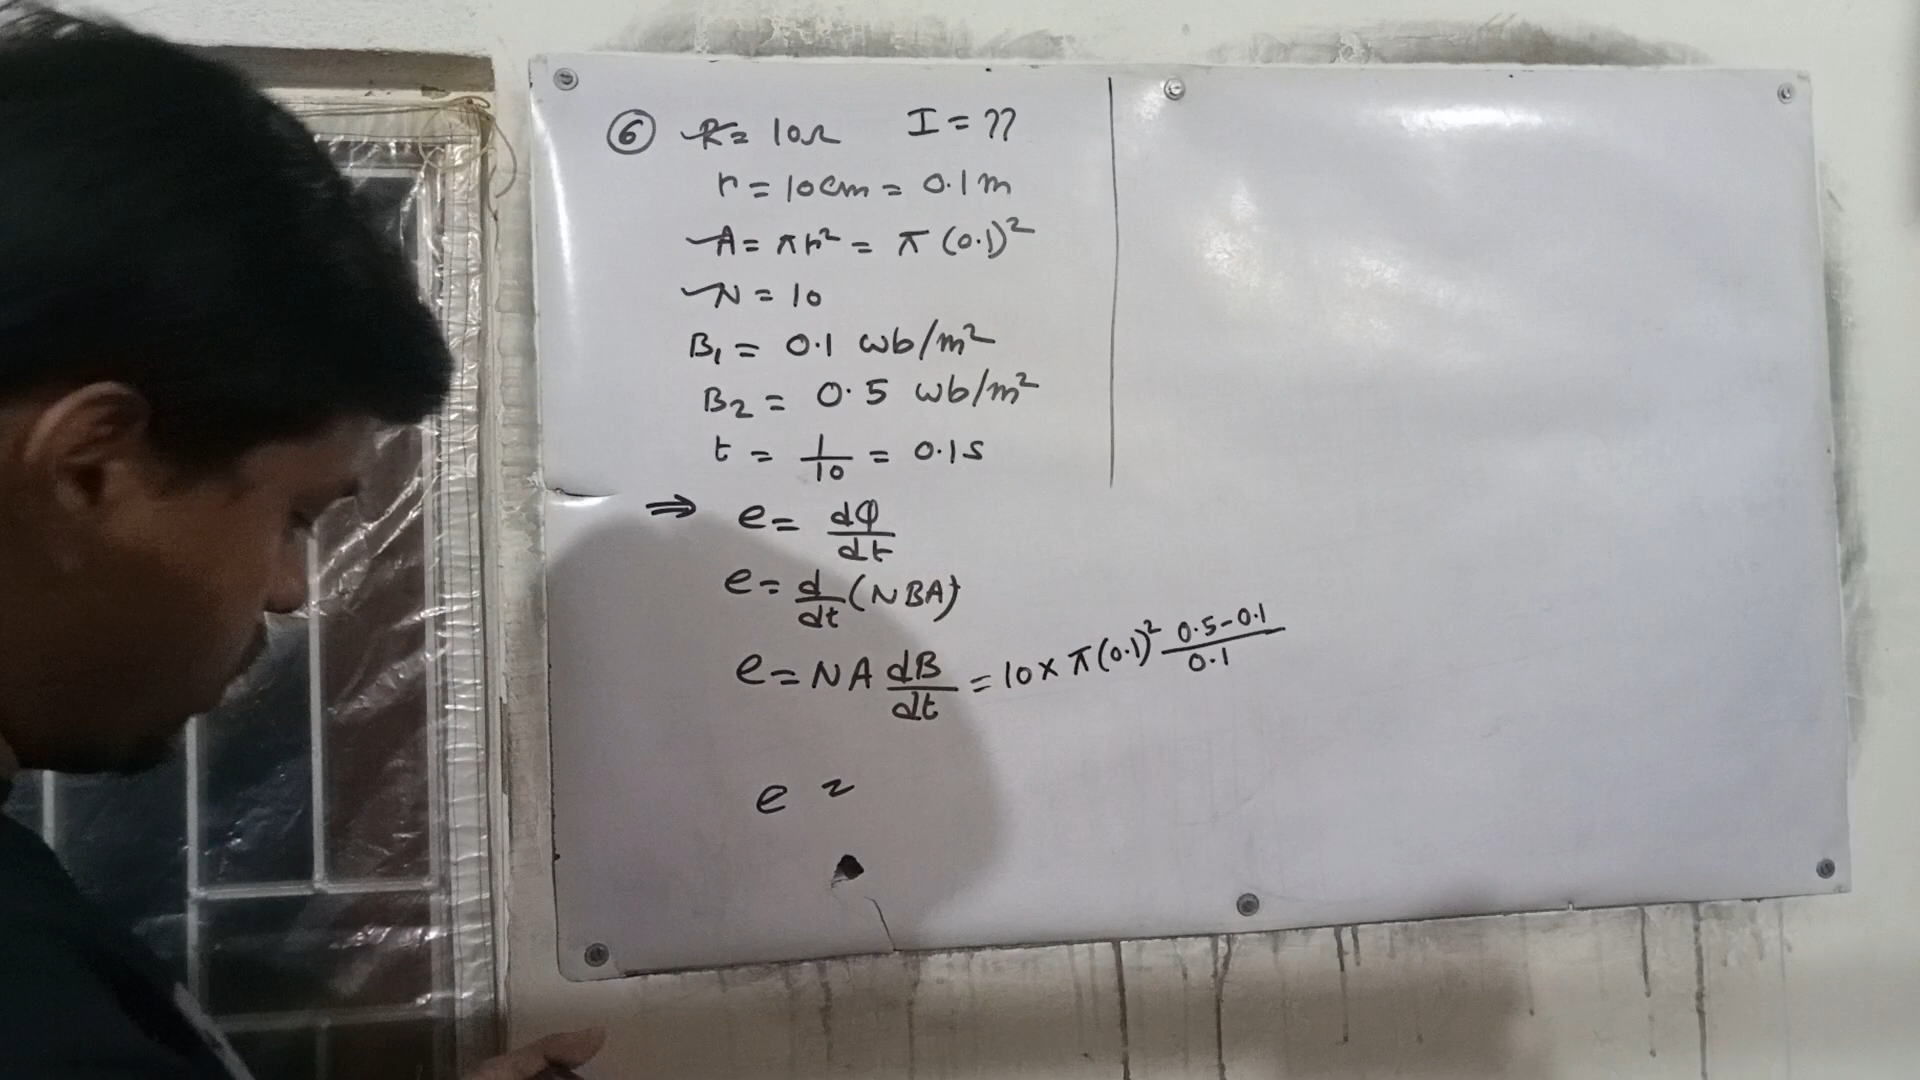 ⑥ R = 10Ω I = ??
r = 10cm = 0.1m
A = πr² = π (0.1)²
N = 10
B₁ = 0.1 wb/m²
B₂ = 0.5 wb/m²
t = 1/10 = 0.1s
⇒ e = dφ/dt
e = d/dt (NBA)
e = NA dB/dt = 10 × π(0.1)² (0.5-0.1)/0.1
e =